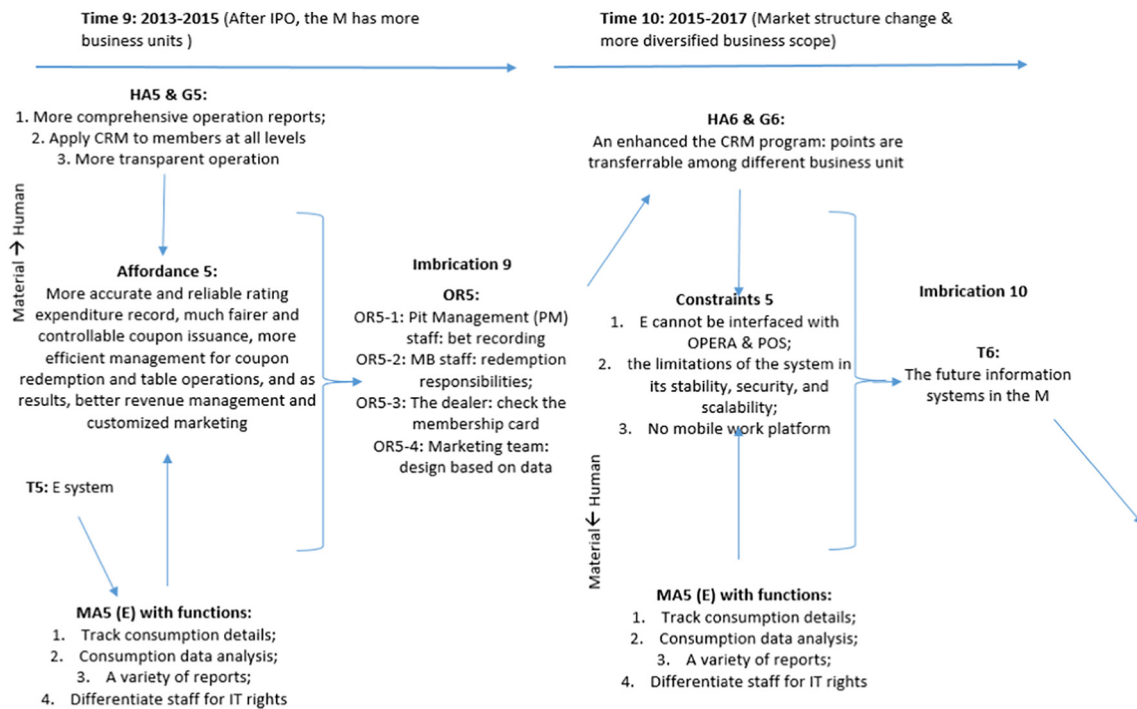 Time 9: 2013-2015 (After IPO, the M has more
business units )
HA5 & G5:
1. More comprehensive operation reports;
2. Apply CRM to members at all levels
3. More transparent operation
Material → Human
Affordance 5:
More accurate and reliable rating
expenditure record, much fairer and
controllable coupon issuance, more
efficient management for coupon
redemption and table operations, and as
results, better revenue management and
customized marketing
T5: E system
MA5 (E) with functions:
1. Track consumption details;
2. Consumption data analysis;
3. A variety of reports;
4. Differentiate staff for IT rights
Imbrication 9
OR5:
OR5-1: Pit Management (PM)
staff: bet recording
OR5-2: MB staff: redemption
responsibilities;
OR5-3: The dealer: check the
membership card
OR5-4: Marketing team:
design based on data
Time 10: 2015-2017 (Market structure change &
more diversified business scope)
HA6 & G6:
An enhanced the CRM program: points are
transferrable among different business unit
Constraints 5
1. E cannot be interfaced with
OPERA & POS;
2. the limitations of the system in
its stability, security, and
scalability;
3. No mobile work platform
Material ← Human
MA5 (E) with functions:
1. Track consumption details;
2. Consumption data analysis;
3. A variety of reports;
4. Differentiate staff for IT rights
Imbrication 10
T6:
The future information
systems in the M